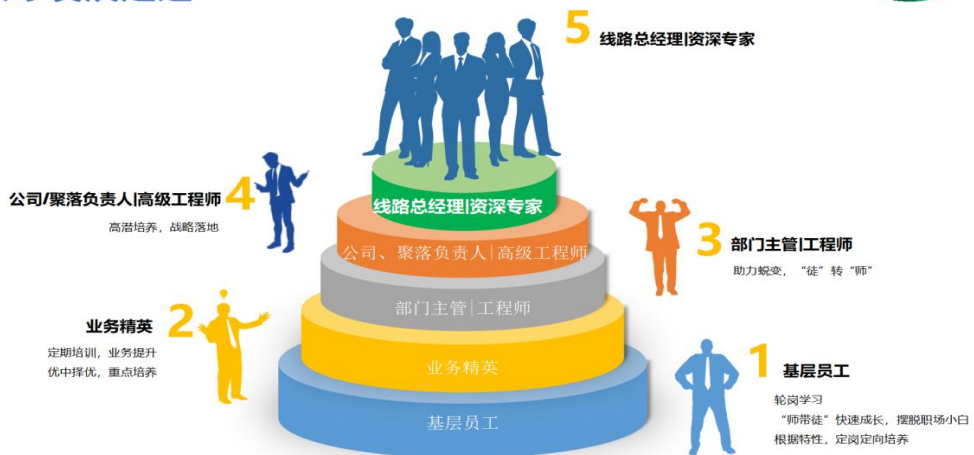 5 线路总经理|资深专家
公司/聚落负责人|高级工程师 4
高潜培养，战略落地
线路总经理|资深专家
3 部门主管|工程师
助力蜕变，“徒”转“师”
公司、聚落负责人|高级工程师
部门主管|工程师
业务精英 2
定期培训，业务提升
优中择优，重点培养
业务精英
1 基层员工
轮岗学习
“师带徒”快速成长，摆脱职场小白
根据特性，定岗定向培养
基层员工